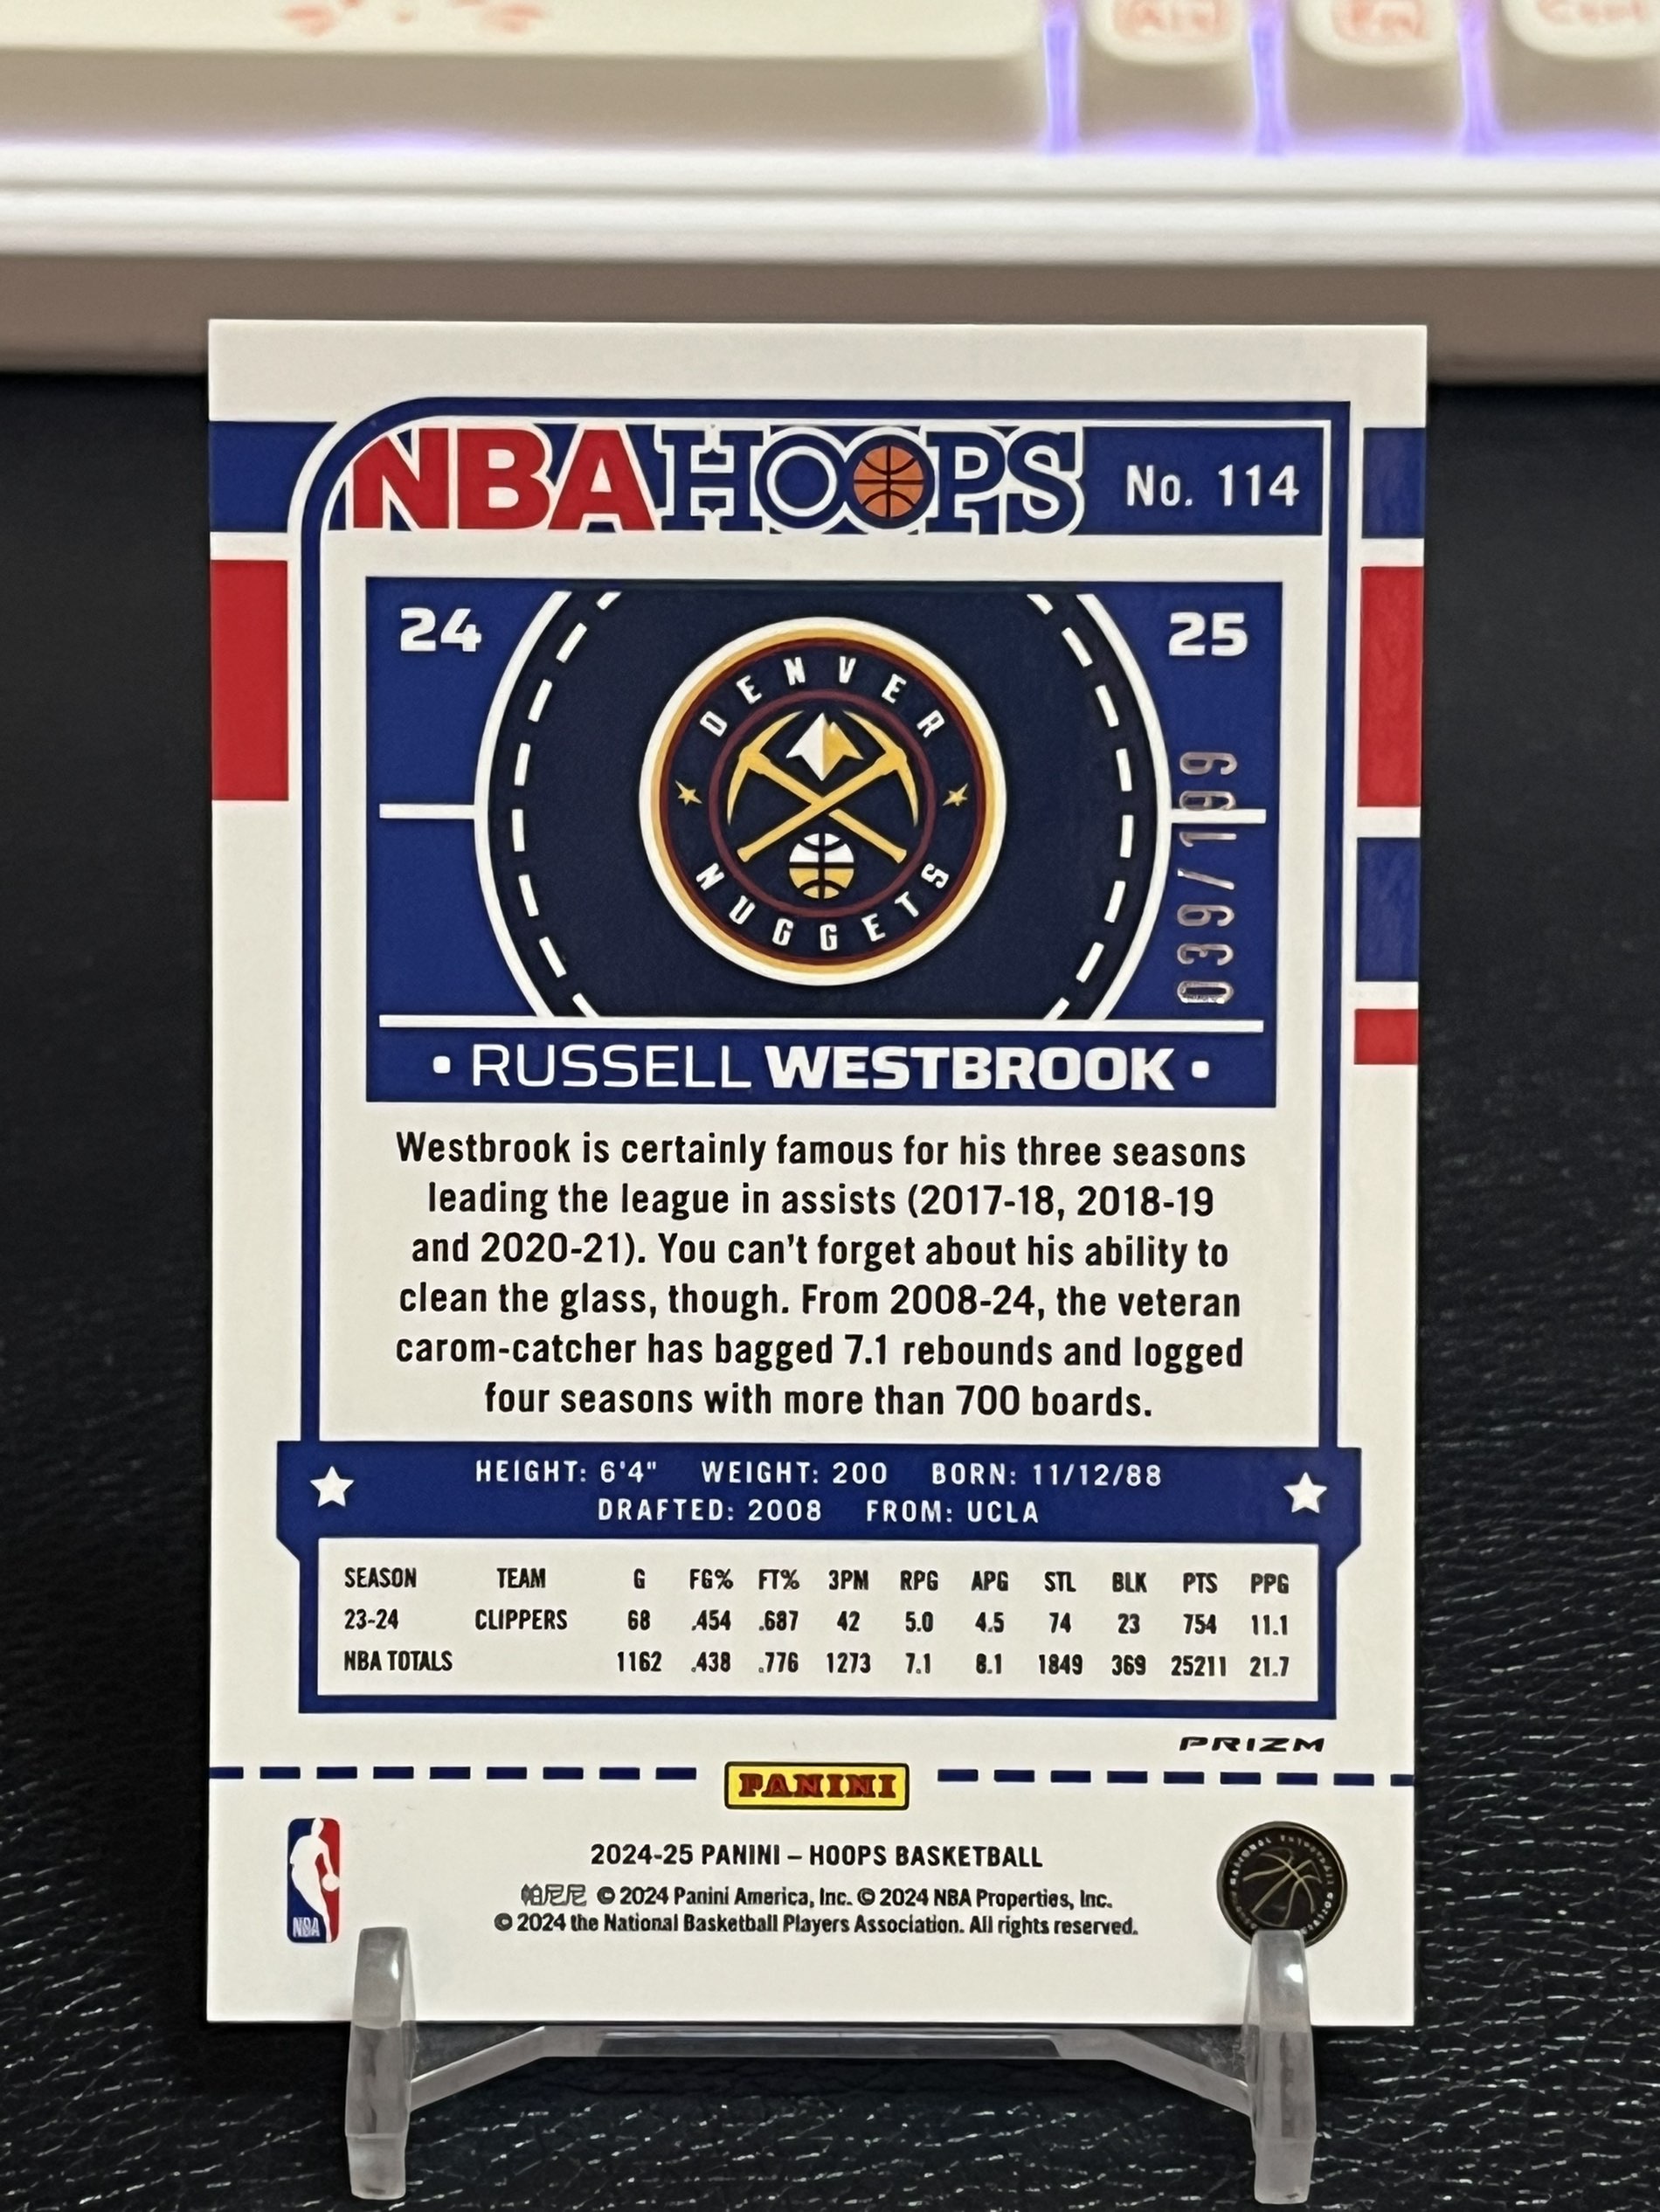 Alt
Fn
Ctrl
NBA HOOPS No. 114
24 25
DENVER NUGGETS
039/199
• RUSSELL WESTBROOK •
Westbrook is certainly famous for his three seasons
leading the league in assists (2017-18, 2018-19
and 2020-21). You can't forget about his ability to
clean the glass, though. From 2008-24, the veteran
carom-catcher has bagged 7.1 rebounds and logged
four seasons with more than 700 boards.
HEIGHT: 6'4" WEIGHT: 200 BORN: 11/12/88
DRAFTED: 2008 FROM: UCLA
SEASON TEAM G FG% FT% 3PM RPG APG STL BLK PTS PPG
23-24 CLIPPERS 68 .454 .687 42 5.0 4.5 74 23 754 11.1
NBA TOTALS 1162 .438 .776 1273 7.1 8.1 1849 369 25211 21.7
PRIZM
PANINI
2024-25 PANINI – HOOPS BASKETBALL
帕尼尼 © 2024 Panini America, Inc. © 2024 NBA Properties, Inc.
© 2024 the National Basketball Players Association. All rights reserved.
NBA